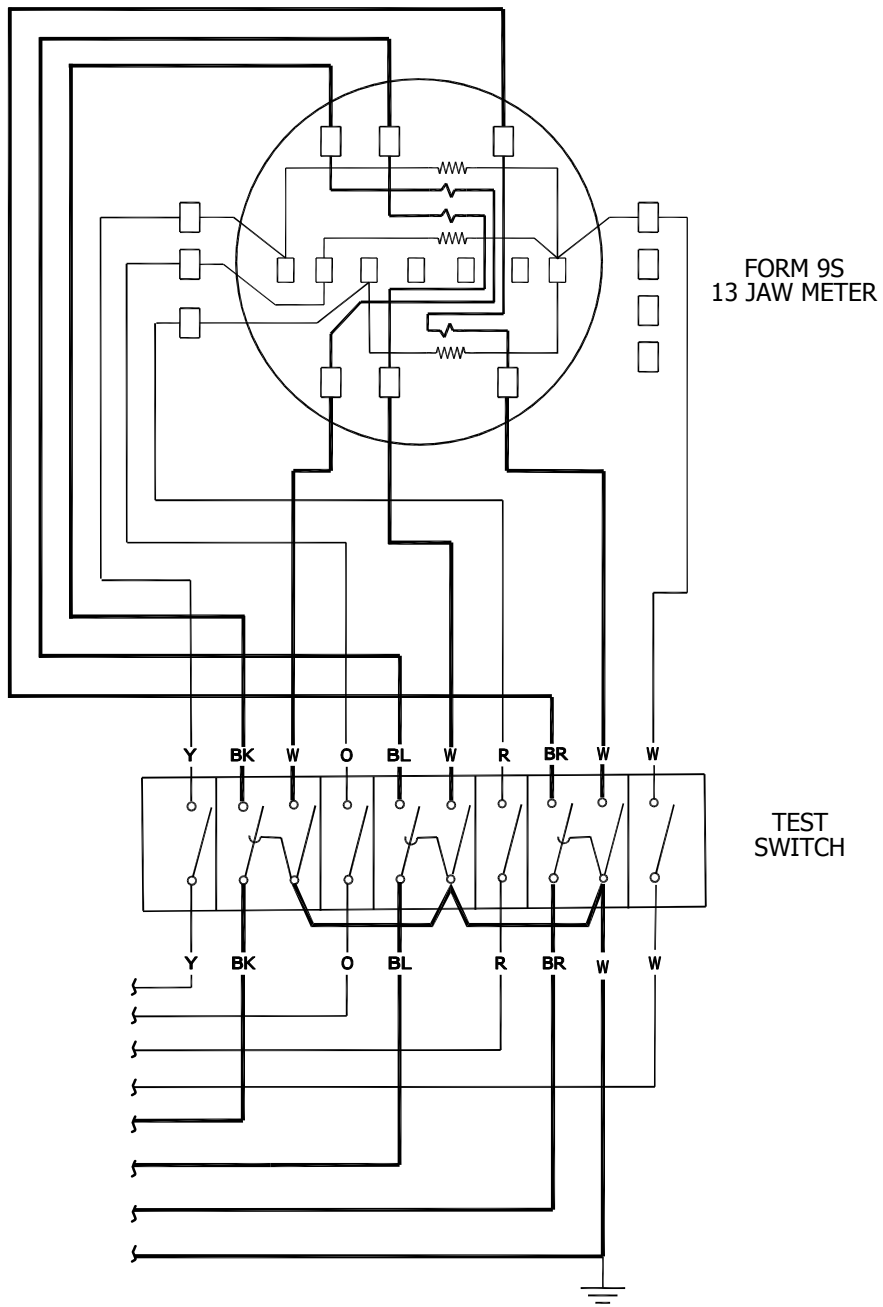 FORM 9S
13 JAW METER
Y BK W O BL W R BR W W
TEST
SWITCH
Y BK O BL R BR W W